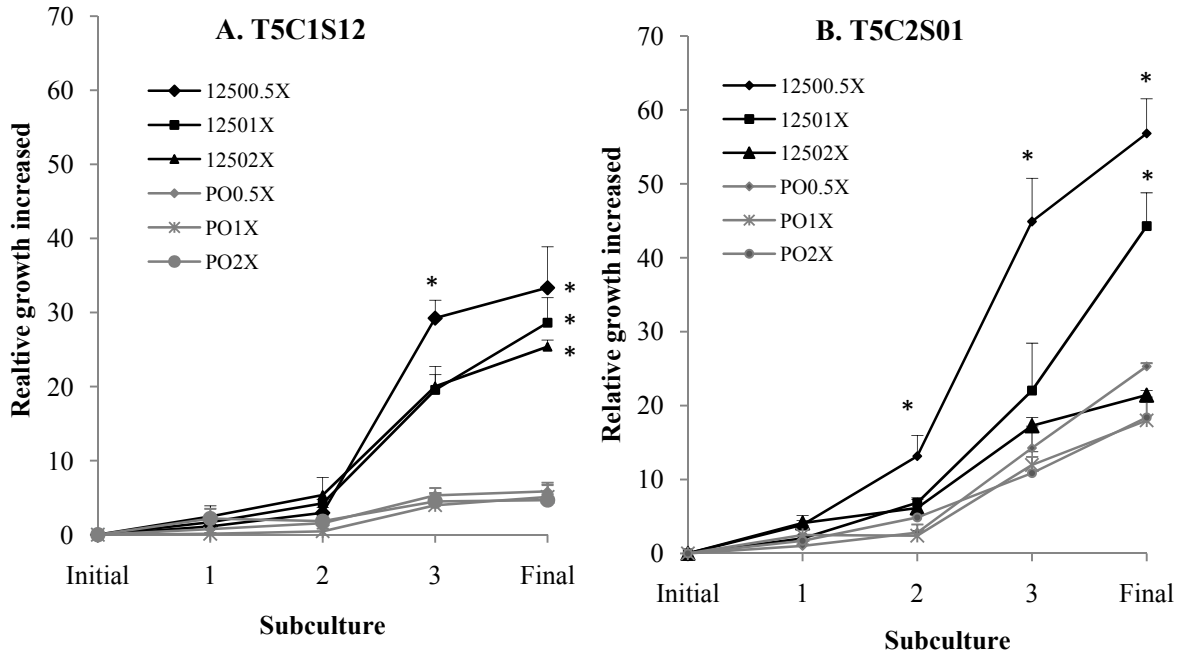 A. T5C1S12
Realtive growth increased
70
60
50
40
30
20
10
0
12500.5X
12501X
12502X
PO0.5X
PO1X
PO2X
*
*
*
*
Initial 1 2 3 Final
Subculture
B. T5C2S01
Relative growth increased
70
60
50
40
30
20
10
0
12500.5X
12501X
12502X
PO0.5X
PO1X
PO2X
*
*
*
*
Initial 1 2 3 Final
Subculture